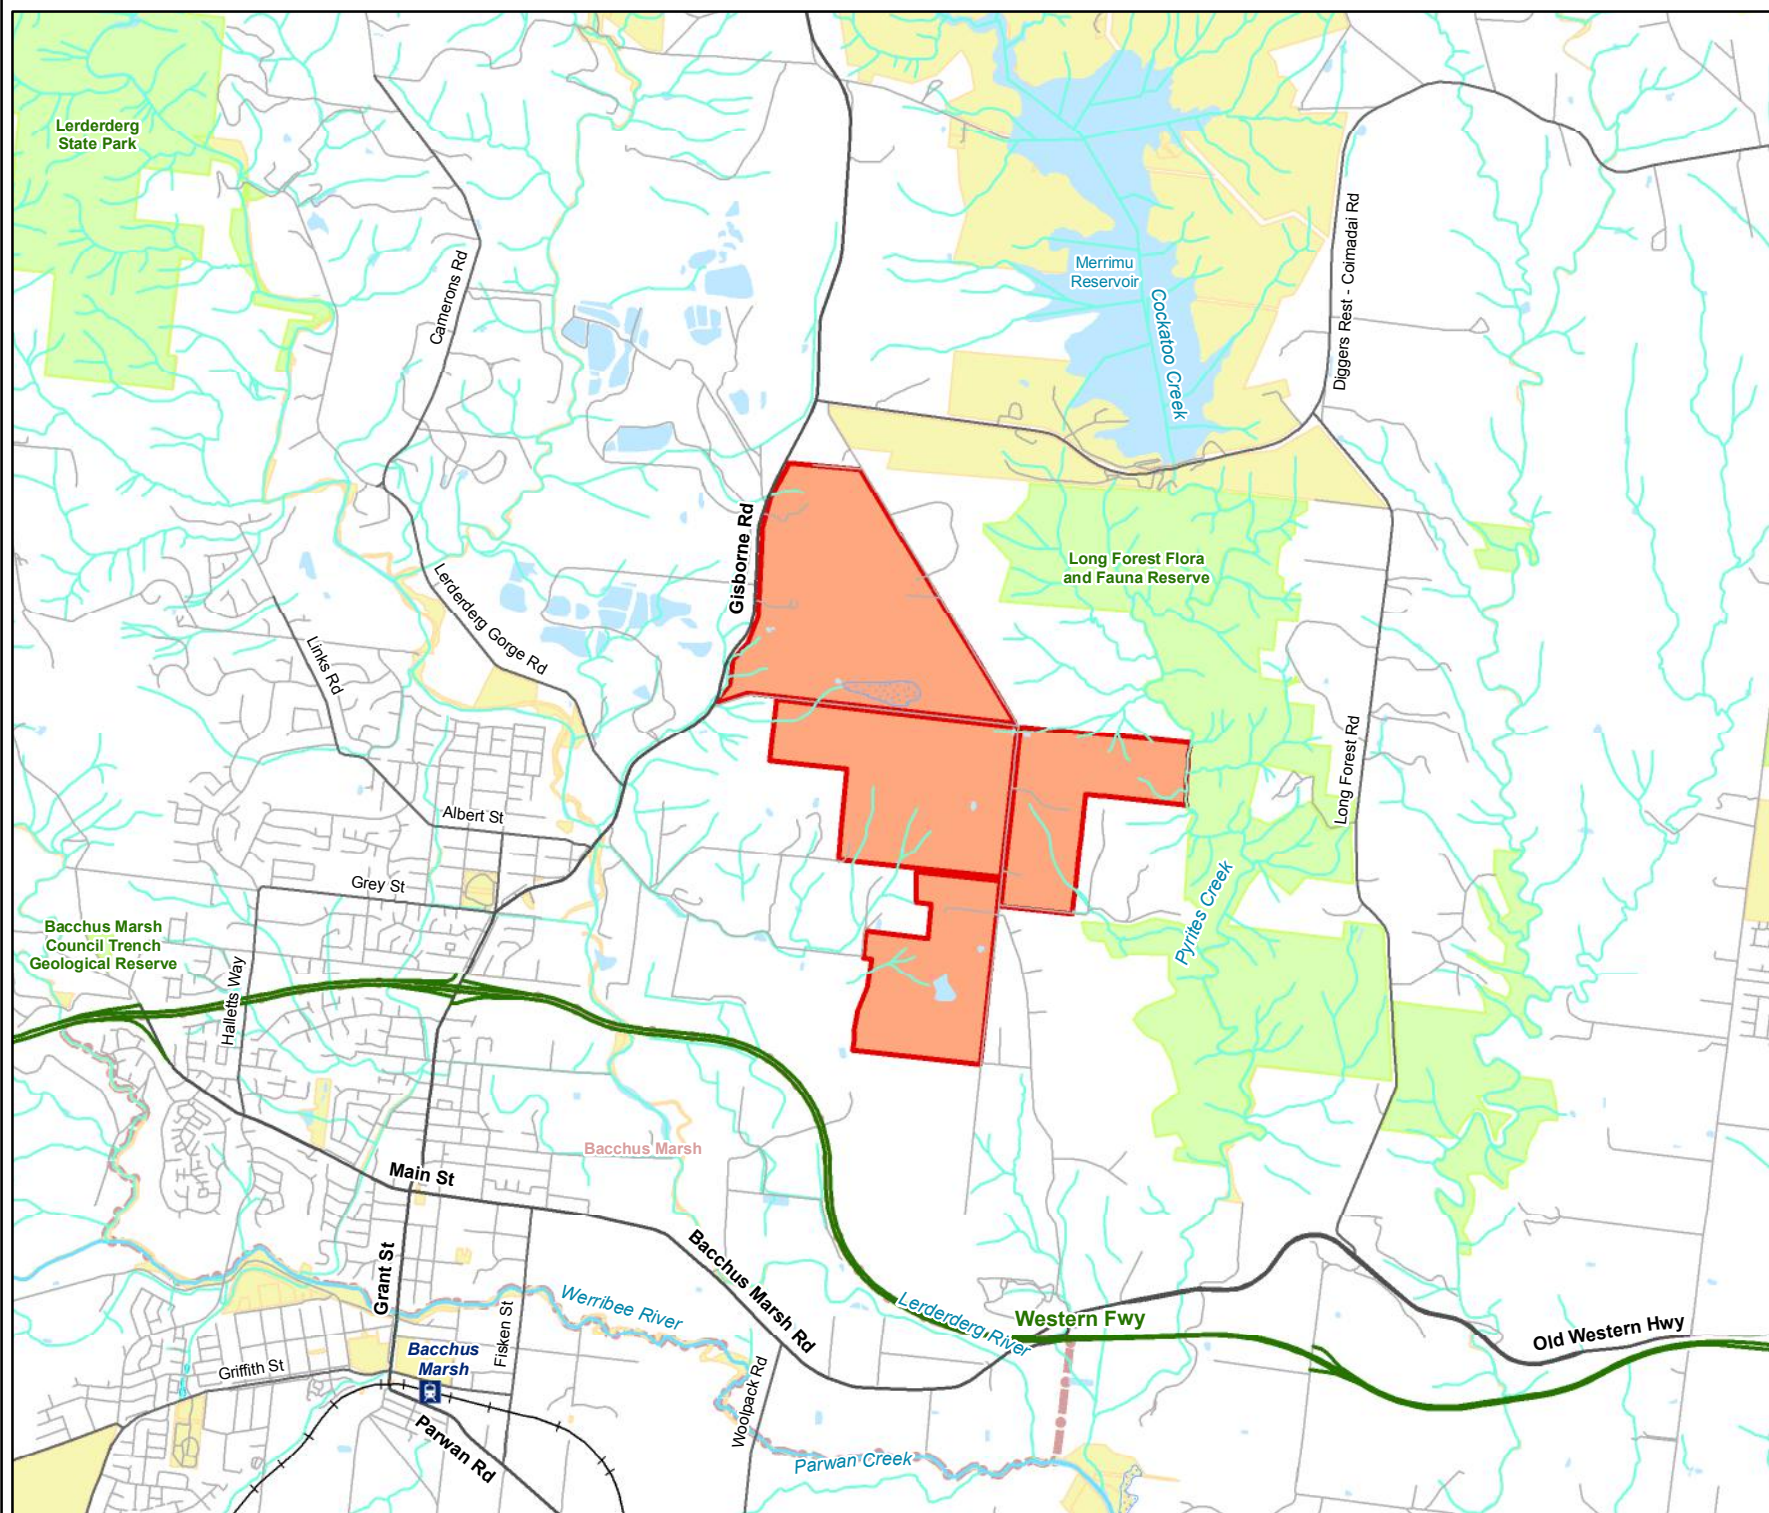 Lerderderg
State Park
Camerons Rd
Merrimu
Reservoir
Cockatoo Creek
Diggers Rest - Coimadai Rd
Gisborne Rd
Long Forest Flora
and Fauna Reserve
Lerderderg Gorge Rd
Links Rd
Long Forest Rd
Albert St
Grey St
Pyrites Creek
Bacchus Marsh
Council Trench
Geological Reserve
Halletts Way
Bacchus Marsh
Main St
Grant St
Bacchus Marsh Rd
Werribee River
Fisken St
Lerderderg River
Western Fwy
Old Western Hwy
Griffith St
Bacchus
Marsh
Woolpack Rd
Parwan Rd
Parwan Creek